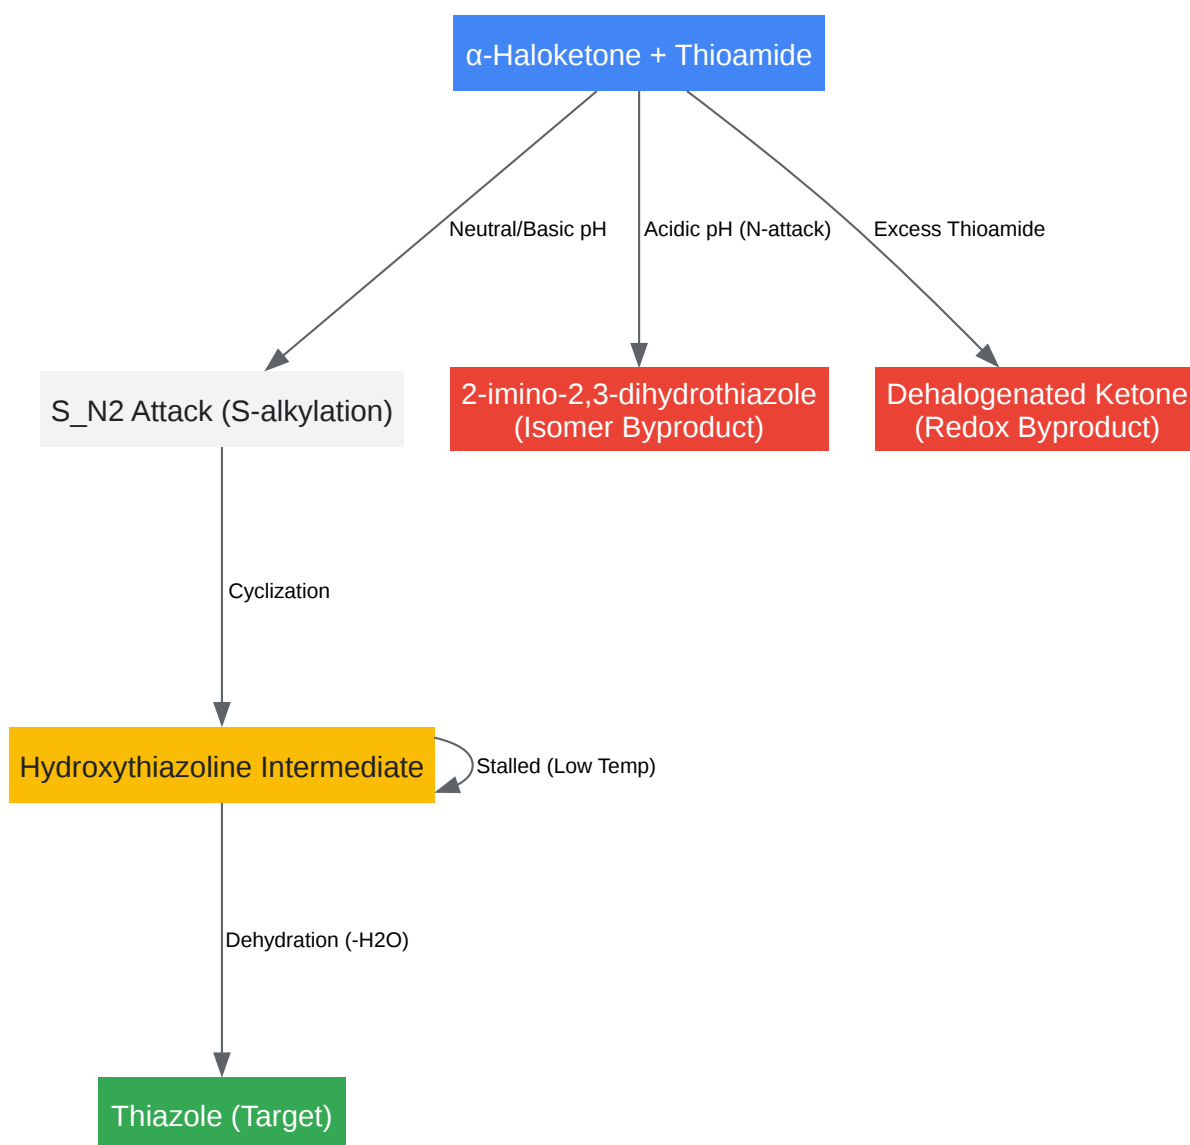 α-Haloketone + Thioamide
Neutral/Basic pH
Acidic pH (N-attack)
Excess Thioamide
S_N2 Attack (S-alkylation)
2-imino-2,3-dihydrothiazole
(Isomer Byproduct)
Dehalogenated Ketone
(Redox Byproduct)
Cyclization
Hydroxythiazoline Intermediate
Stalled (Low Temp)
Dehydration (-H2O)
Thiazole (Target)